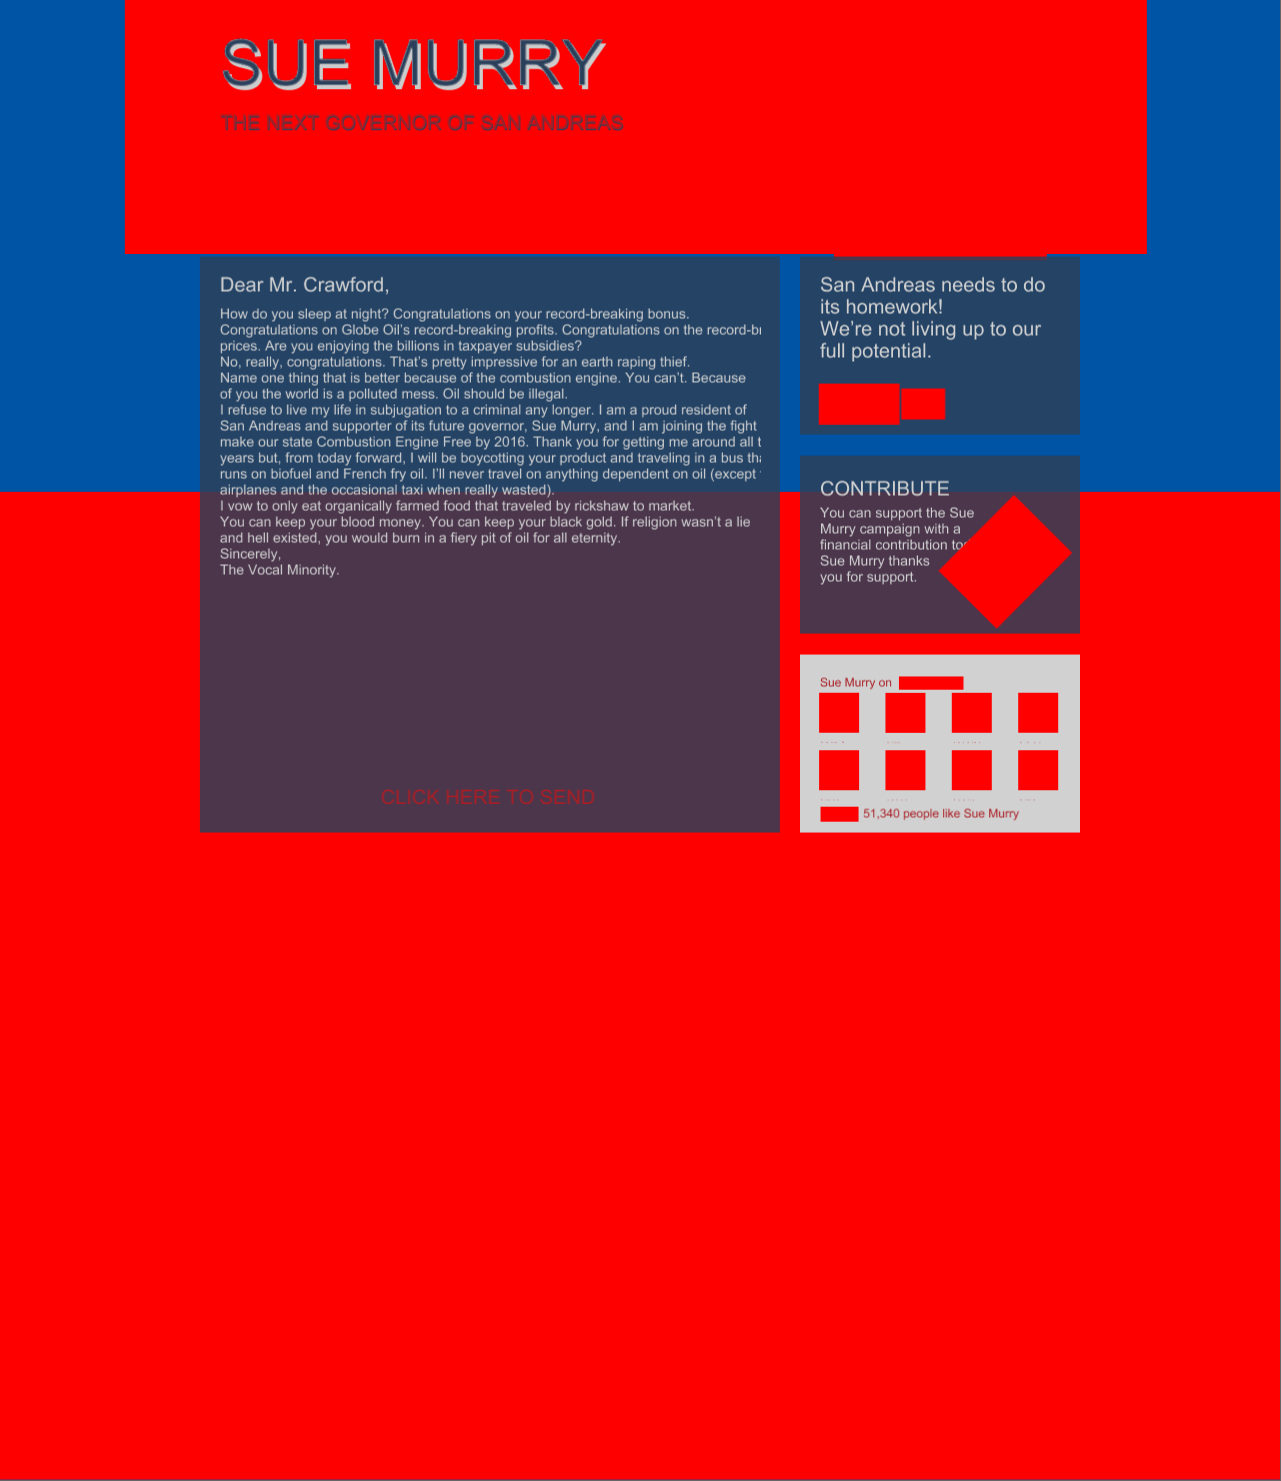 SUE MURRY
THE NEXT GOVERNOR OF SAN ANDREAS
Dear Mr. Crawford,
How do you sleep at night? Congratulations on your record-breaking bonus.
Congratulations on Globe Oil's record-breaking profits. Congratulations on the
prices. Are you enjoying the billions in taxpayer subsidies?
No, really, congratulations. That's pretty impressive for an earth raping thief.
Name one thing that is better because of the combustion engine. You can't. Because
of you the world is a polluted mess. Oil should be illegal.
I refuse to live my life in subjugation to a criminal any longer. I am a proud resident of
San Andreas and supporter of its future governor, Sue Murry, and I am joining the fight
make our state Combustion Engine Free by 2016. Thank you for getting me around all
years but, from today forward, I will be boycotting your product and traveling in a bus
runs on biofuel and French fry oil. I'll never travel on anything dependent on oil (except
airplanes and the occasional taxi when really wasted).
I vow to only eat organically farmed food that traveled by rickshaw to market.
You can keep your blood money. You can keep your black gold. If religion wasn't a lie
and hell existed, you would burn in a fiery pit of oil for all eternity.
Sincerely,
The Vocal Minority.
CLICK HERE TO SEND
San Andreas needs to do
its homework!
We're not living up to our
full potential.
CONTRIBUTE
You can support the Sue
Murry campaign with a
financial contribution
Sue Murry thanks
you for support.
Sue Murry on
51,340 people like Sue Murry